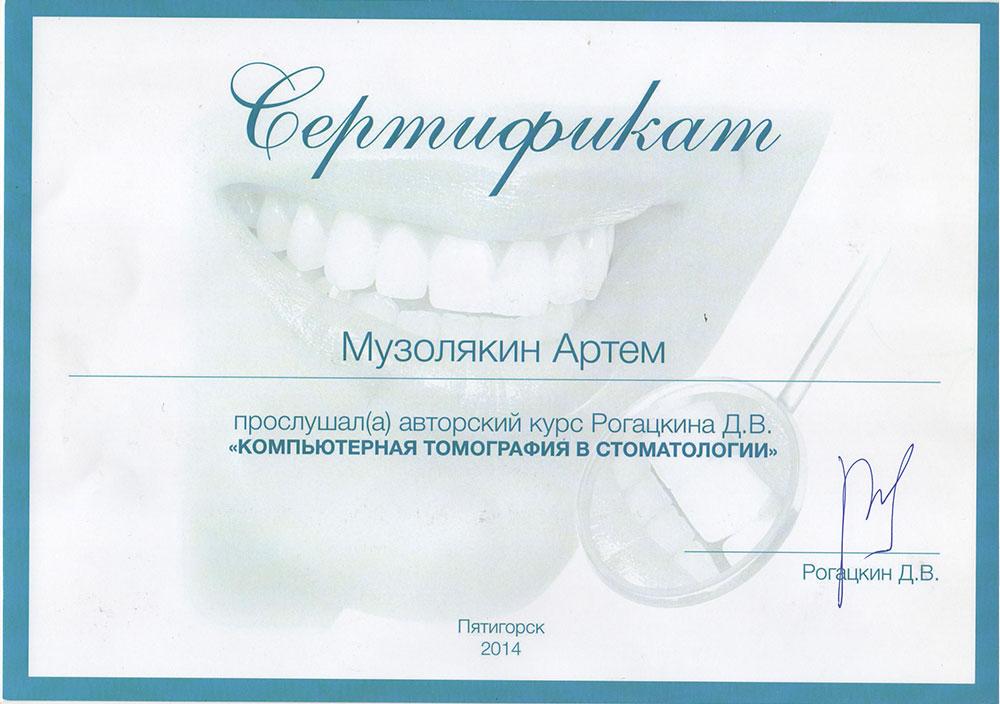 Сертификат
Музолякин Артем
прослушал(а) авторский курс Рогацкина Д.В.
«КОМПЬЮТЕРНАЯ ТОМОГРАФИЯ В СТОМАТОЛОГИИ»
Рогацкин Д.В.
Пятигорск
2014